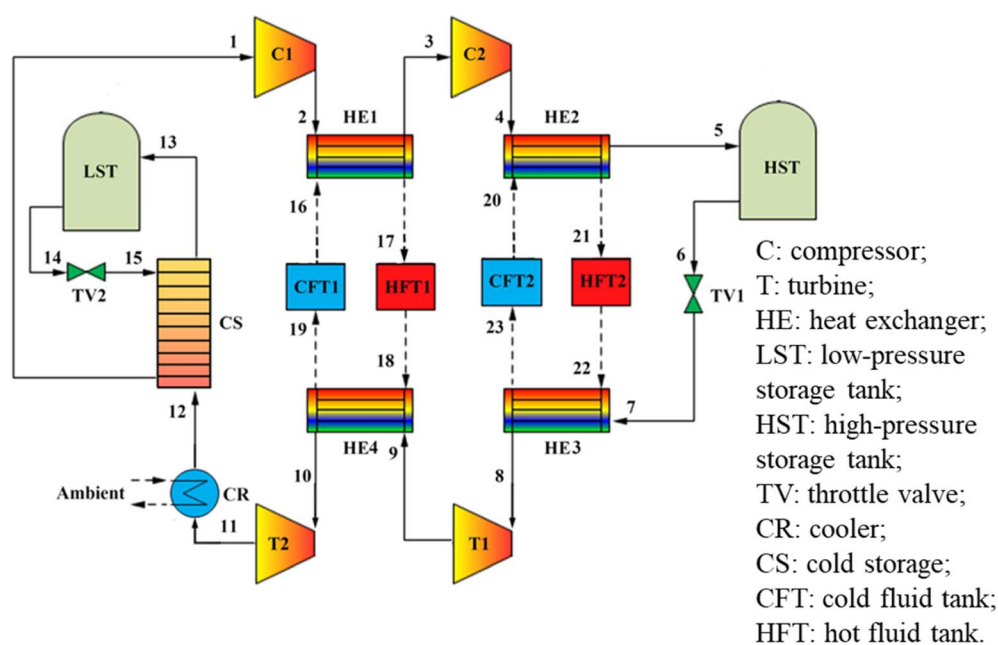 1
C1
3
C2
2
HE1
4
HE2
5
13
LST
HST
16
17
20
21
14
15
TV2
6
TV1
CFT1
HFT1
CFT2
HFT2
CS
19
18
23
22
12
7
HE4
9
HE3
Ambient
CR
10
8
11
T2
T1
C: compressor;
T: turbine;
HE: heat exchanger;
LST: low-pressure
storage tank;
HST: high-pressure
storage tank;
TV: throttle valve;
CR: cooler;
CS: cold storage;
CFT: cold fluid tank;
HFT: hot fluid tank.